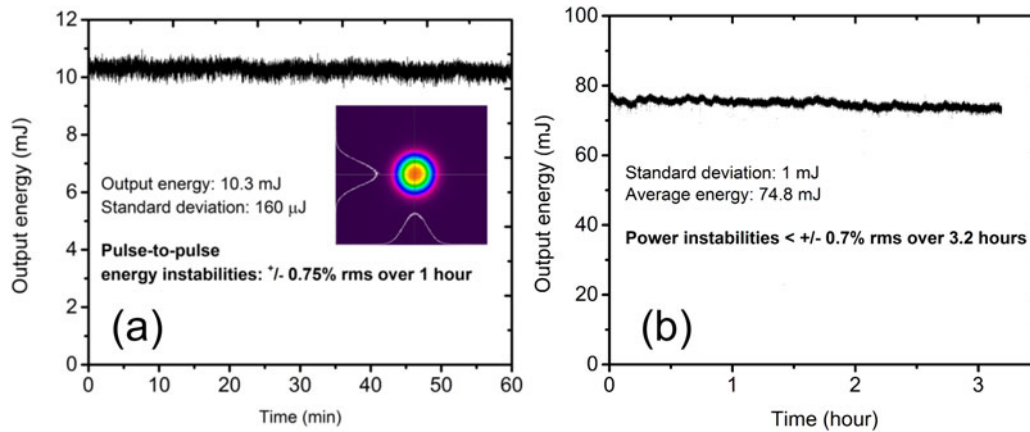 12
10
8
6
4
2
0
Output energy (mJ)
Output energy: 10.3 mJ
Standard deviation: 160 μJ
Pulse-to-pulse
energy instabilities: +/- 0.75% rms over 1 hour
(a)
0 10 20 30 40 50 60
Time (min)
100
80
60
40
20
0
Output energy (mJ)
Standard deviation: 1 mJ
Average energy: 74.8 mJ
Power instabilities < +/- 0.7% rms over 3.2 hours
(b)
0 1 2 3
Time (hour)